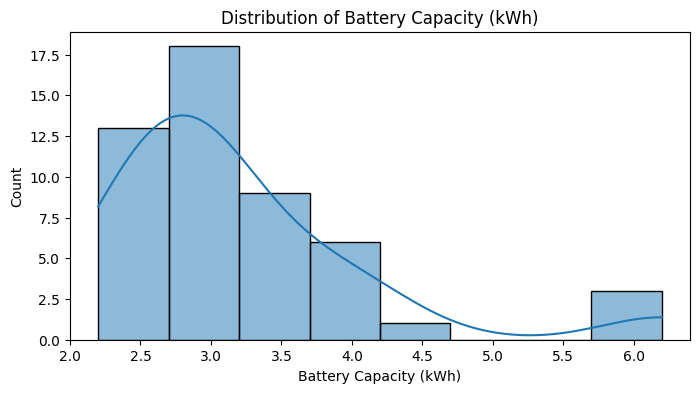 Distribution of Battery Capacity (kWh)
17.5
15.0
12.5
10.0
7.5
5.0
2.5
0.0
Count
2.0 2.5 3.0 3.5 4.0 4.5 5.0 5.5 6.0
Battery Capacity (kWh)